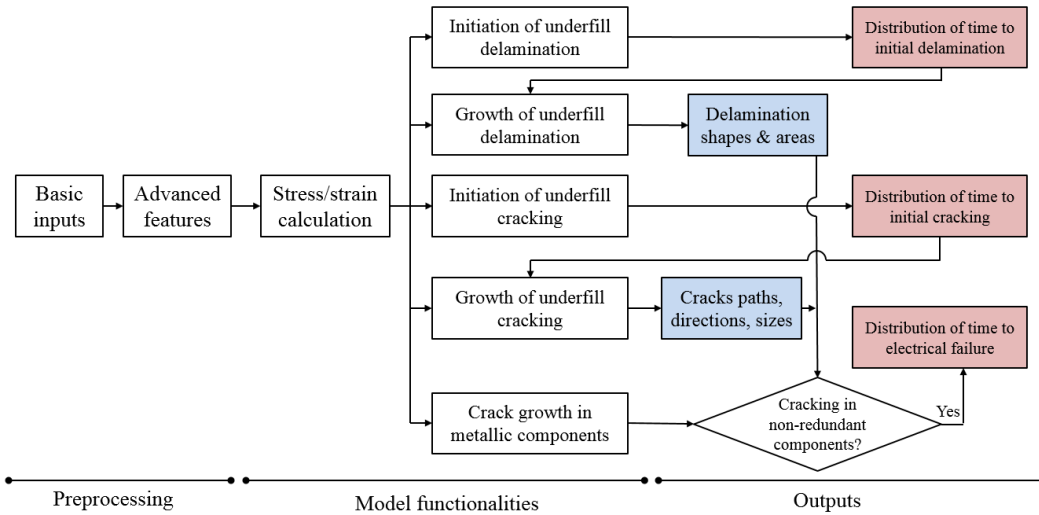 Initiation of underfill
delamination
Distribution of time to
initial delamination
Growth of underfill
delamination
Delamination
shapes & areas
Basic
inputs
Advanced
features
Stress/strain
calculation
Initiation of underfill
cracking
Distribution of time to
initial cracking
Growth of underfill
cracking
Cracks paths,
directions, sizes
Distribution of time to
electrical failure
Crack growth in
metallic components
Cracking in
non-redundant
components?
Yes
Preprocessing
Model functionalities
Outputs